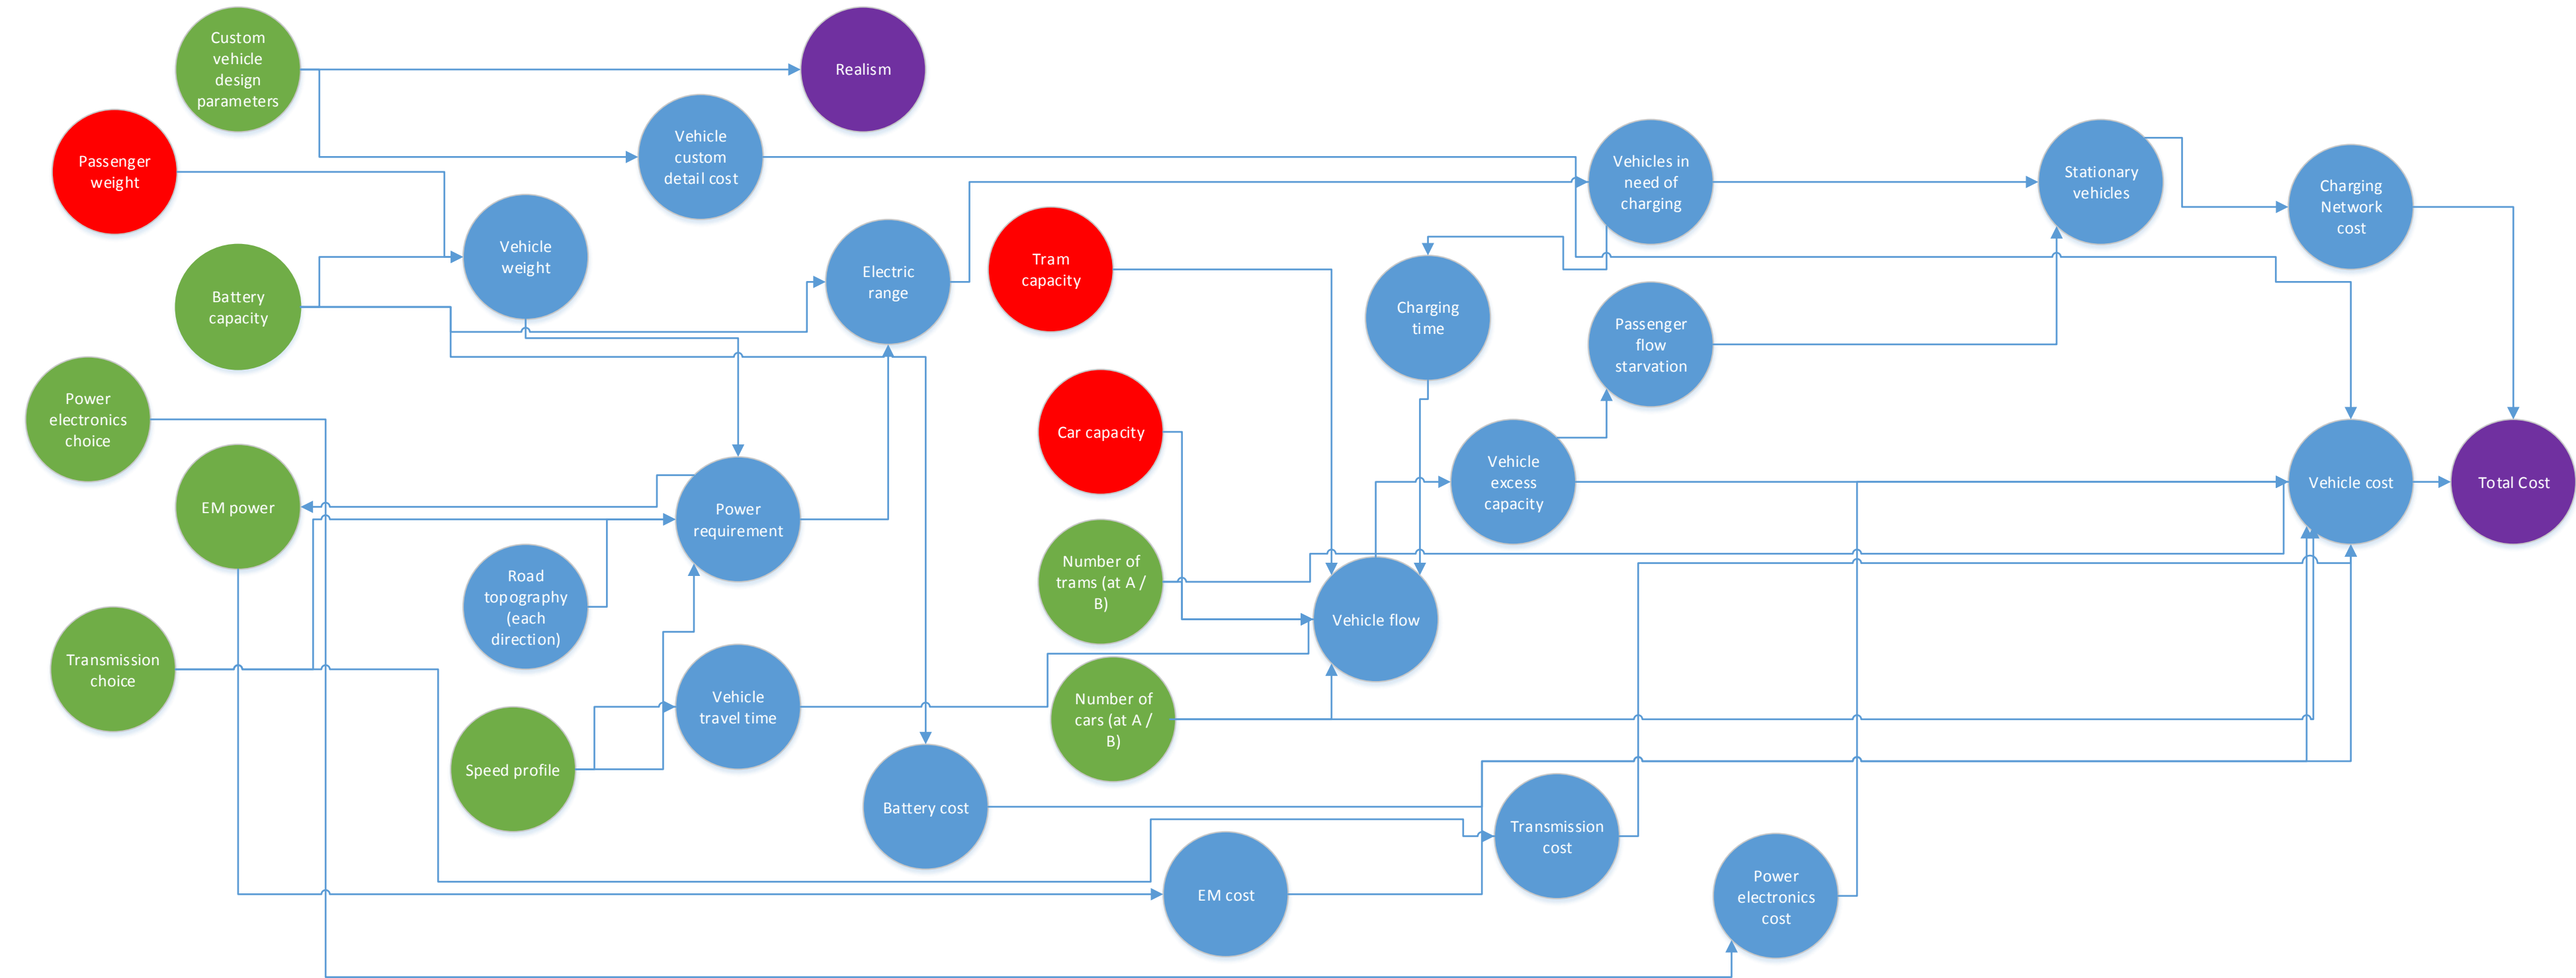 Custom
vehicle
design
parameters
Realism
Passenger
weight
Vehicle
custom
detail cost
Vehicles in
need of
charging
Stationary
vehicles
Charging
Network
cost
Vehicle
weight
Battery
capacity
Electric
range
Tram
capacity
Charging
time
Passenger
flow
starvation
Power
electronics
choice
Car capacity
EM power
Power
requirement
Vehicle
excess
capacity
Vehicle cost
Total Cost
Road
topography
(each
direction)
Number of
trams (at A /
B)
Vehicle flow
Transmission
choice
Vehicle
travel time
Number of
cars (at A /
B)
Speed profile
Battery cost
Transmission
cost
EM cost
Power
electronics
cost